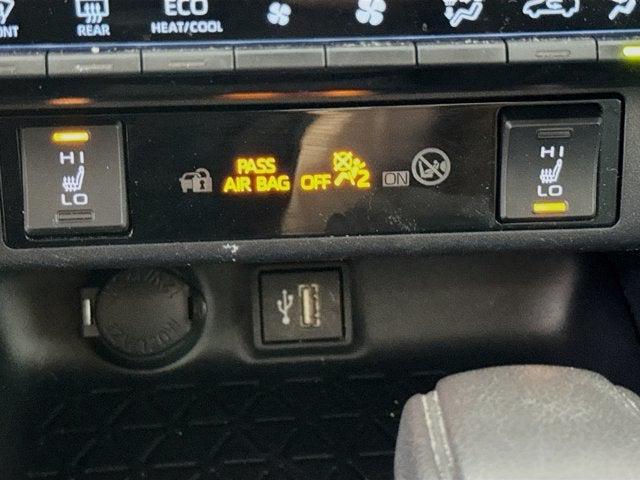 FRONT
REAR
ECO
HEAT/COOL
HI
LO
PASS
AIR BAG OFF 2 ON
HI
LO